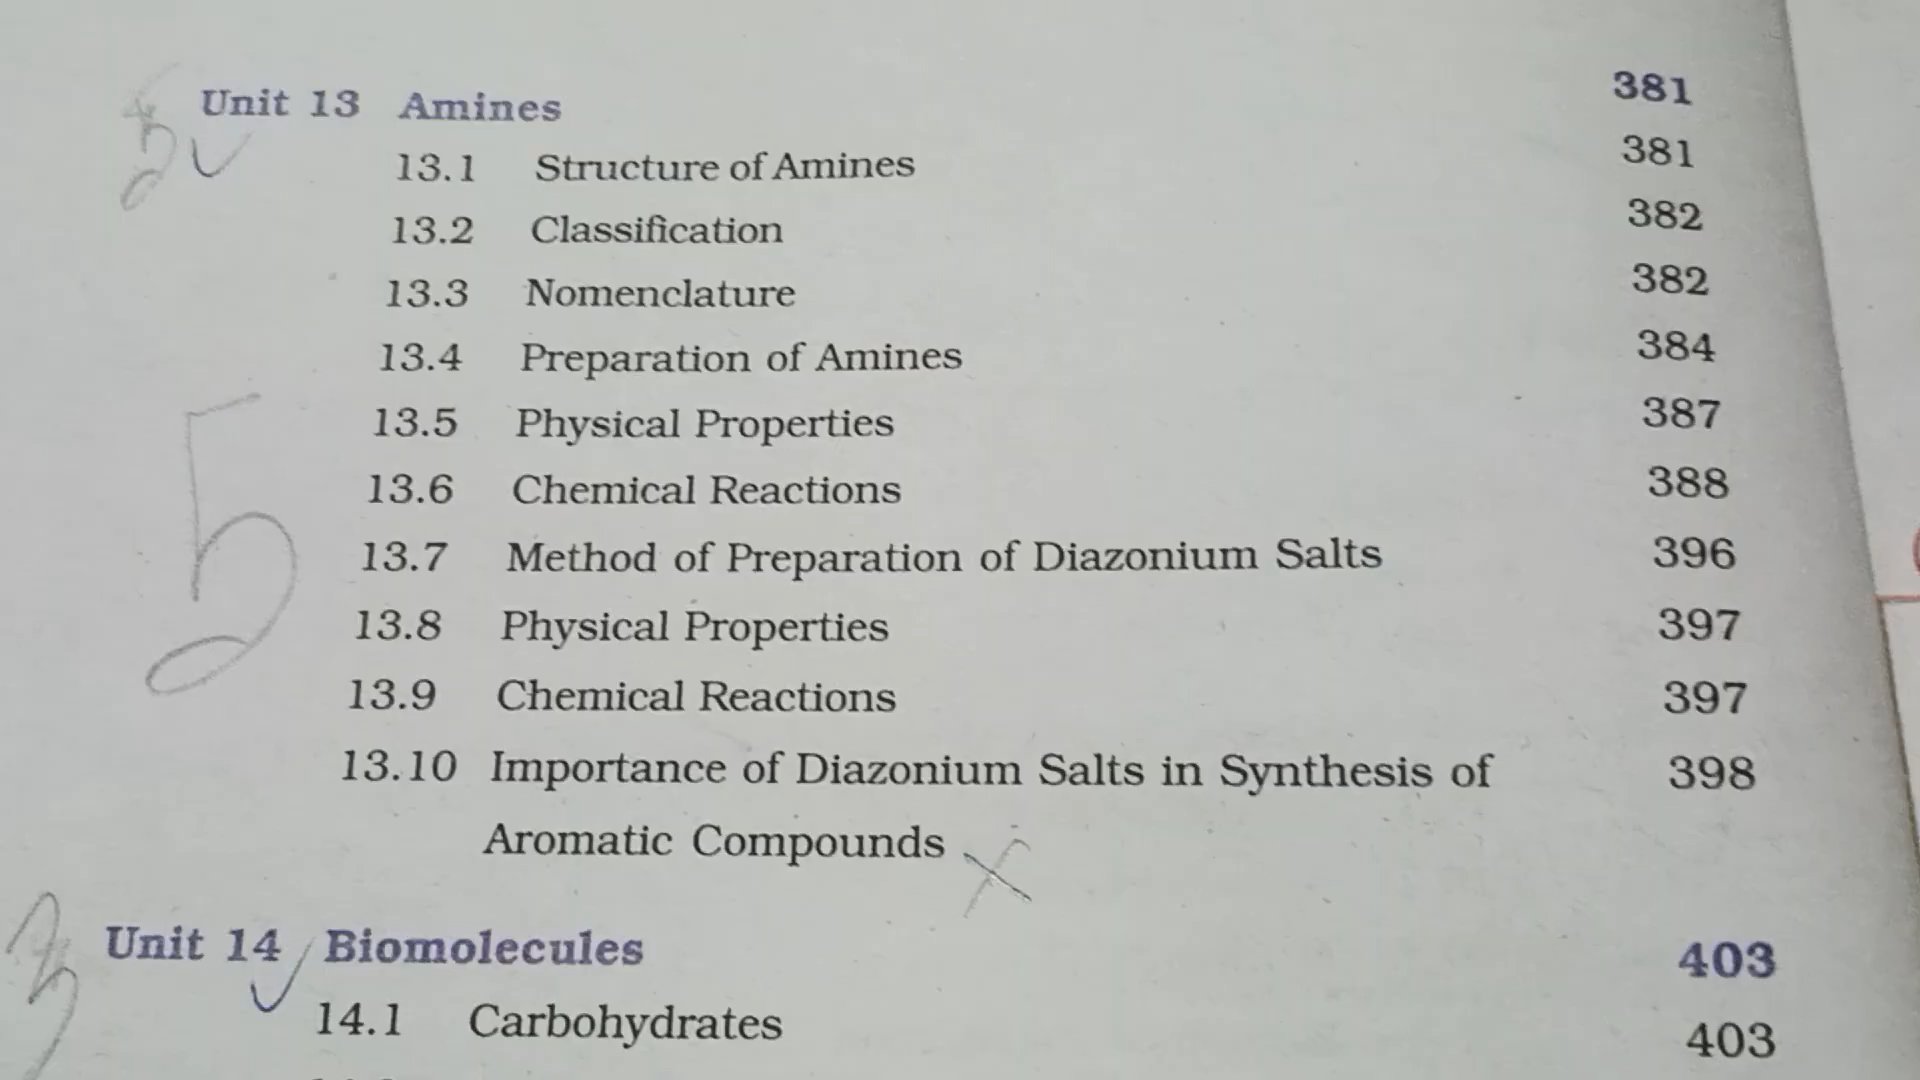 Unit 13 Amines 381
13.1 Structure of Amines 381
13.2 Classification 382
13.3 Nomenclature 382
13.4 Preparation of Amines 384
13.5 Physical Properties 387
13.6 Chemical Reactions 388
13.7 Method of Preparation of Diazonium Salts 396
13.8 Physical Properties 397
13.9 Chemical Reactions 397
5
13.10 Importance of Diazonium Salts in Synthesis of 398
Aromatic Compounds
Unit 14 Biomolecules 403
14.1 Carbohydrates 403